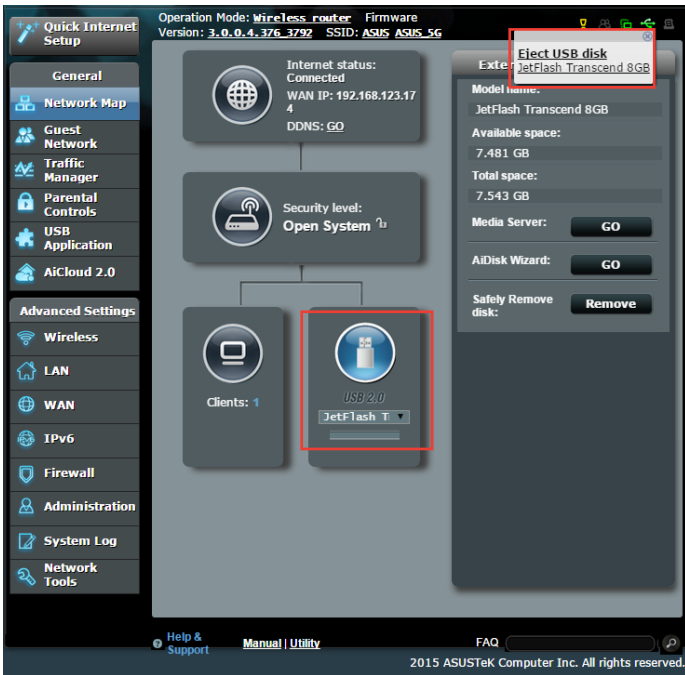 Quick Internet
Setup
General
Network Map
Guest
Network
Traffic
Manager
Parental
Controls
USB
Application
AiCloud 2.0
Advanced Settings
Wireless
LAN
WAN
IPv6
Firewall
Administration
System Log
Network
Tools
Operation Mode: Wireless router Firmware
Version: 3.0.0.4.376_3792 SSID: ASUS ASUS_5G
Internet status:
Connected
WAN IP: 192.168.123.17
4
DDNS: GO
Security level:
Open System
Clients: 1
USB 2.0
JetFlash T
Eject USB disk
JetFlash Transcend 8GB
Model name:
JetFlash Transcend 8GB
Available space:
7.481 GB
Total space:
7.543 GB
Media Server: GO
AiDisk Wizard: GO
Safely Remove
disk: Remove
Help &
Support
Manual | Utility
FAQ
2015 ASUSTeK Computer Inc. All rights reserved.